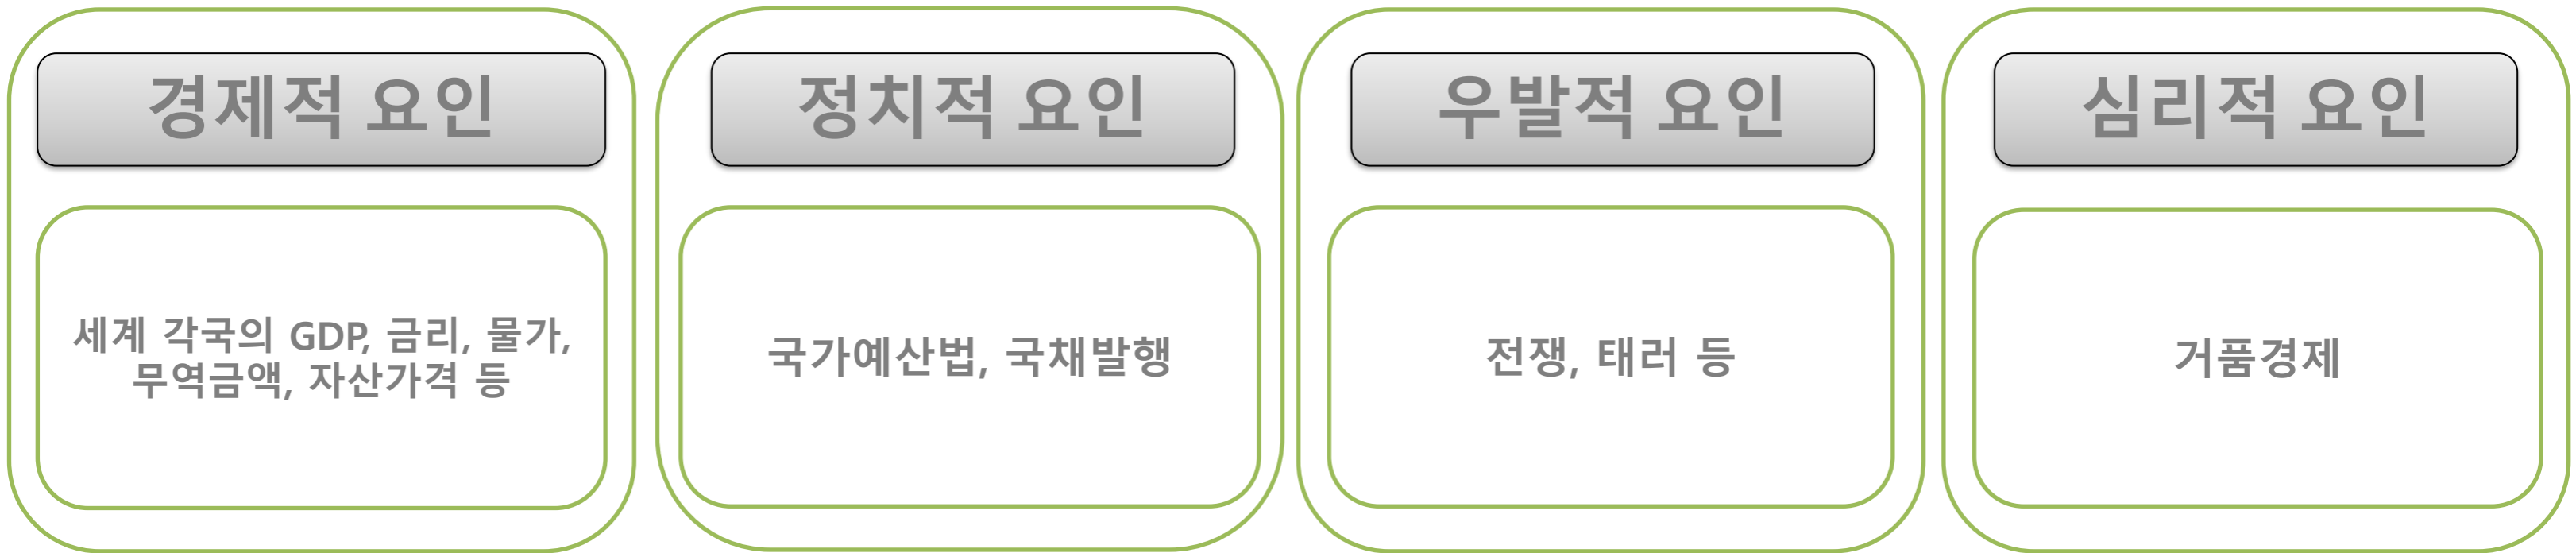 경제적 요인
세계 각국의 GDP, 금리, 물가,
무역금액, 자산가격 등
정치적 요인
국가예산법, 국채발행
우발적 요인
전쟁, 태러 등
심리적 요인
거품경제